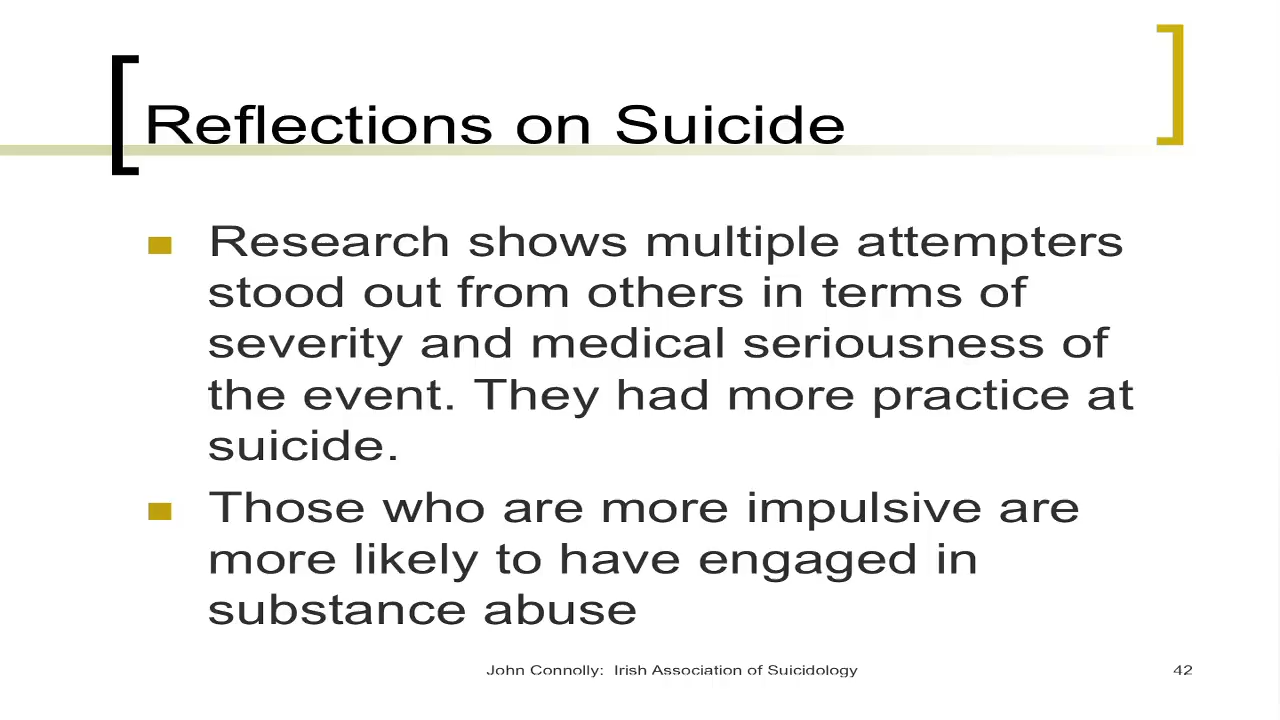 Reflections on Suicide
Research shows multiple attempters
stood out from others in terms of
severity and medical seriousness of
the event. They had more practice at
suicide.
Those who are more impulsive are
more likely to have engaged in
substance abuse
John Connolly: Irish Association of Suicidology
42